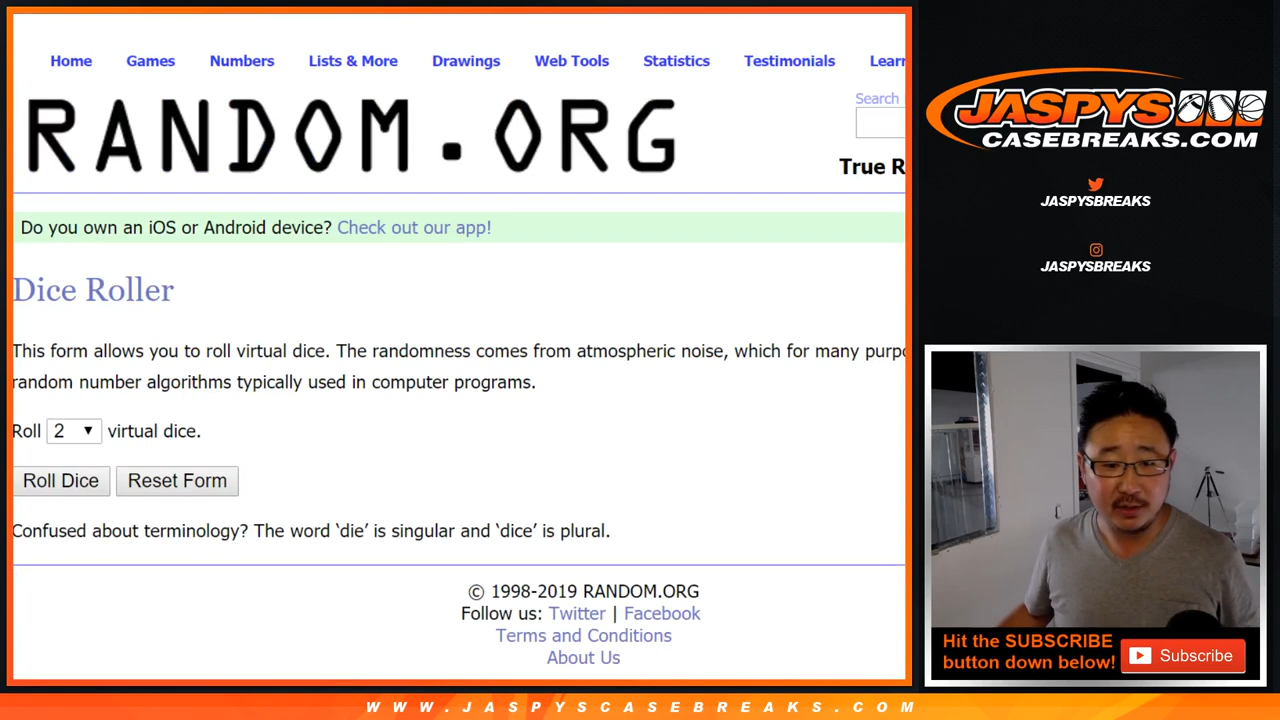 Home Games Numbers Lists & More Drawings Web Tools Statistics Testimonials Learn
RANDOM.ORG
Search
True R
Do you own an iOS or Android device? Check out our app!
Dice Roller
This form allows you to roll virtual dice. The randomness comes from atmospheric noise, which for many purpo
random number algorithms typically used in computer programs.
Roll 2 virtual dice.
Roll Dice Reset Form
Confused about terminology? The word ‘die’ is singular and ‘dice’ is plural.
© 1998-2019 RANDOM.ORG
Follow us: Twitter | Facebook
Terms and Conditions
About Us
JASPYS
CASEBREAKS.COM
JASPYSBREAKS
JASPYSBREAKS
Hit the SUBSCRIBE
button down below!
Subscribe
WWW.JASPYSCASEBREAKS.COM